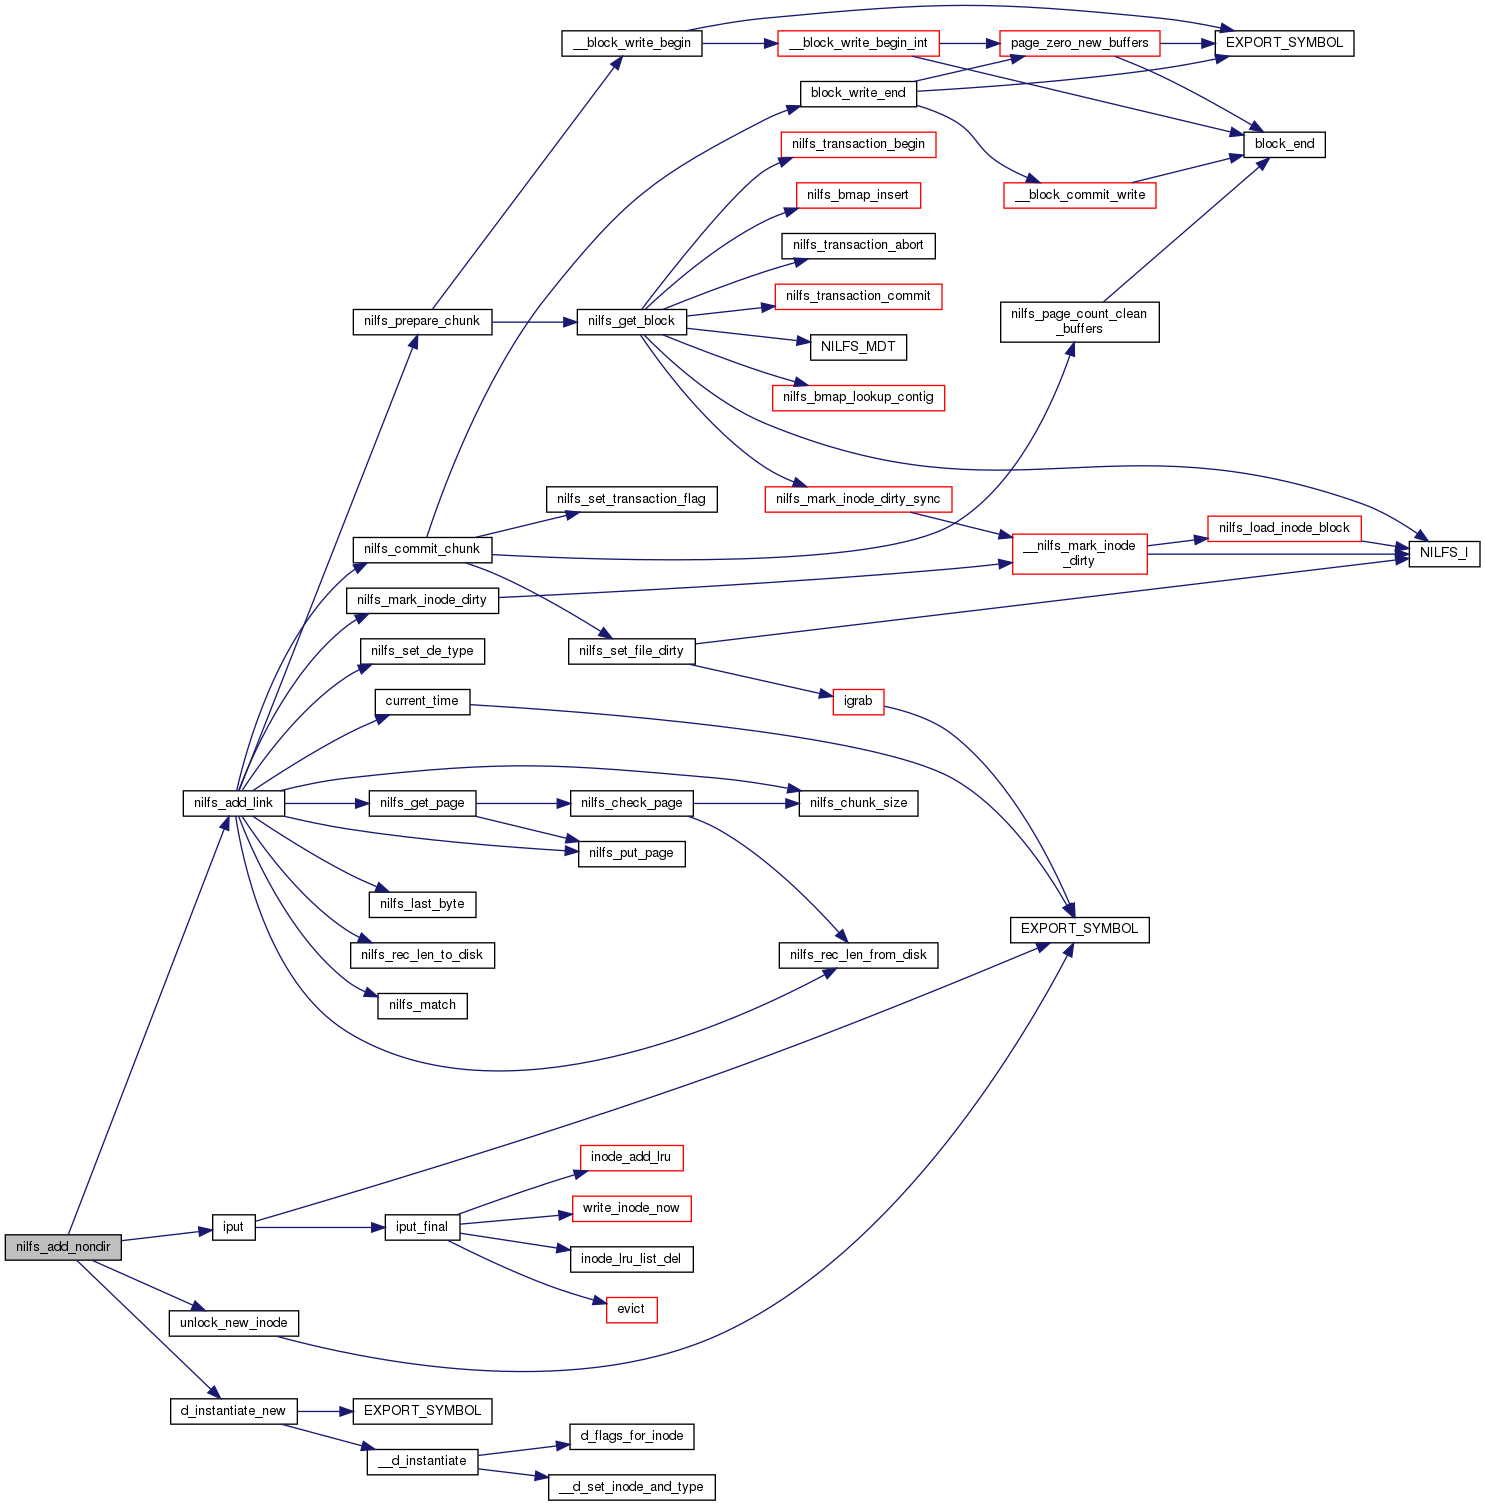 __block_write_begin
__block_write_begin_int
page_zero_new_buffers
EXPORT_SYMBOL
block_write_end
nilfs_transaction_begin
block_end
nilfs_bmap_insert
__block_commit_write
nilfs_transaction_abort
nilfs_transaction_commit
nilfs_prepare_chunk
nilfs_get_block
nilfs_page_count_clean
_buffers
NILFS_MDT
nilfs_bmap_lookup_contig
nilfs_set_transaction_flag
nilfs_mark_inode_dirty_sync
nilfs_load_inode_block
nilfs_commit_chunk
__nilfs_mark_inode
_dirty
NILFS_I
nilfs_mark_inode_dirty
nilfs_set_de_type
nilfs_set_file_dirty
current_time
igrab
nilfs_add_link
nilfs_get_page
nilfs_check_page
nilfs_chunk_size
nilfs_put_page
nilfs_last_byte
EXPORT_SYMBOL
nilfs_rec_len_to_disk
nilfs_rec_len_from_disk
nilfs_match
inode_add_lru
write_inode_now
iput
iput_final
nilfs_add_nondir
inode_lru_list_del
evict
unlock_new_inode
d_instantiate_new
EXPORT_SYMBOL
d_flags_for_inode
__d_instantiate
__d_set_inode_and_type